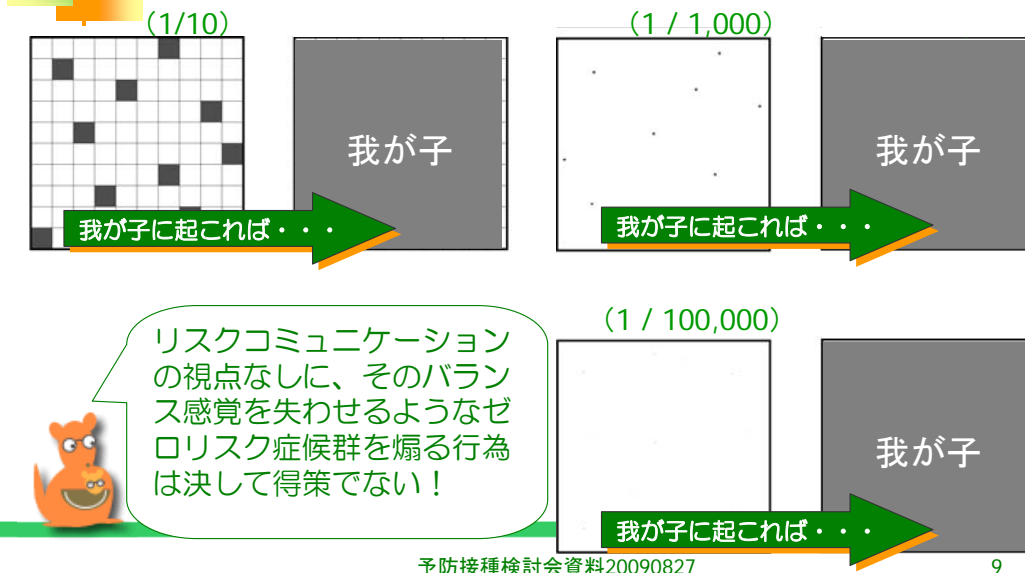 （1/10）
（1 / 1,000）
我が子
我が子
我が子に起これば・・・
我が子に起これば・・・
（1 / 100,000）
リスクコミュニケーション
の視点なしに、そのバラン
ス感覚を失わせるようなゼ
ロリスク症候群を煽る行為
は決して得策でない！
我が子
我が子に起これば・・・
予防接種検討会資料20090827
9